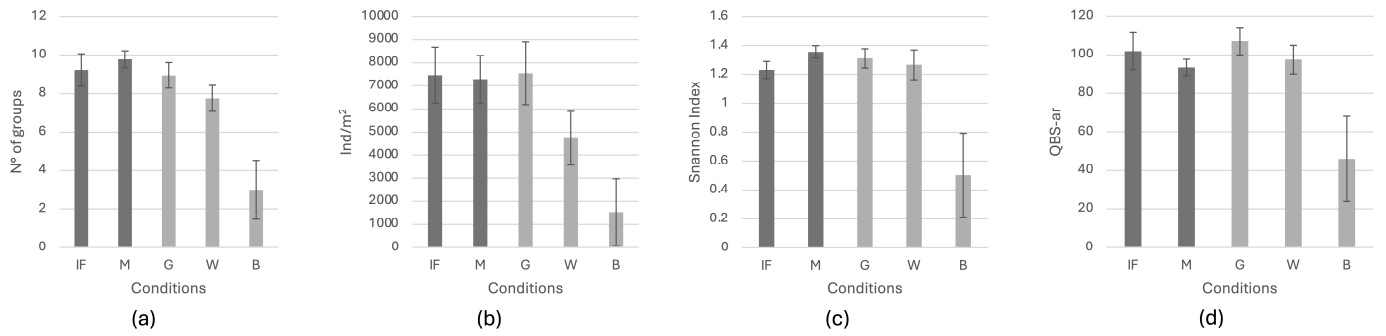 12
10
8
6
4
2
0
Nº of groups
IF M G W B
Conditions
(a)
10000
9000
8000
7000
6000
5000
4000
3000
2000
1000
0
Ind/m²
IF M G W B
Conditions
(b)
1.6
1.4
1.2
1
0.8
0.6
0.4
0.2
0
Snannon Index
IF M G W B
Conditions
(c)
120
100
80
60
40
20
0
QBS-ar
IF M G W B
Conditions
(d)